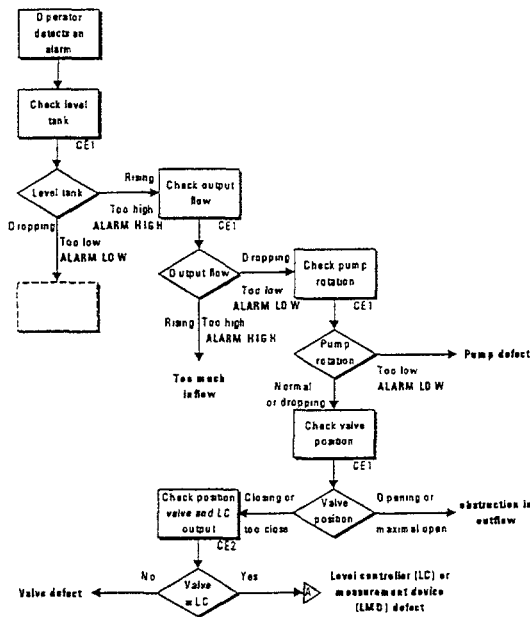 Operator
detects an
alarm
Check level
tank
CE1
Level tank
Rising
Too high
ALARM HIGH
Dropping
Too low
ALARM LOW
Check output
flow
CE1
Output flow
Dropping
Too low
ALARM LOW
Rising
Too high
ALARM HIGH
Too much
inflow
Check pump
rotation
CE1
Pump
rotation
Too low
ALARM LOW
Pump defect
Normal
or dropping
Check valve
position
CE1
Valve
position
Closing or
too close
Opening or
maximal open
obstruction in
outflow
Check position
valve and LC
output
CE2
Valve
=LC
No
Valve defect
Yes
A
Level controller (LC) or
measurement device
(LMD) defect